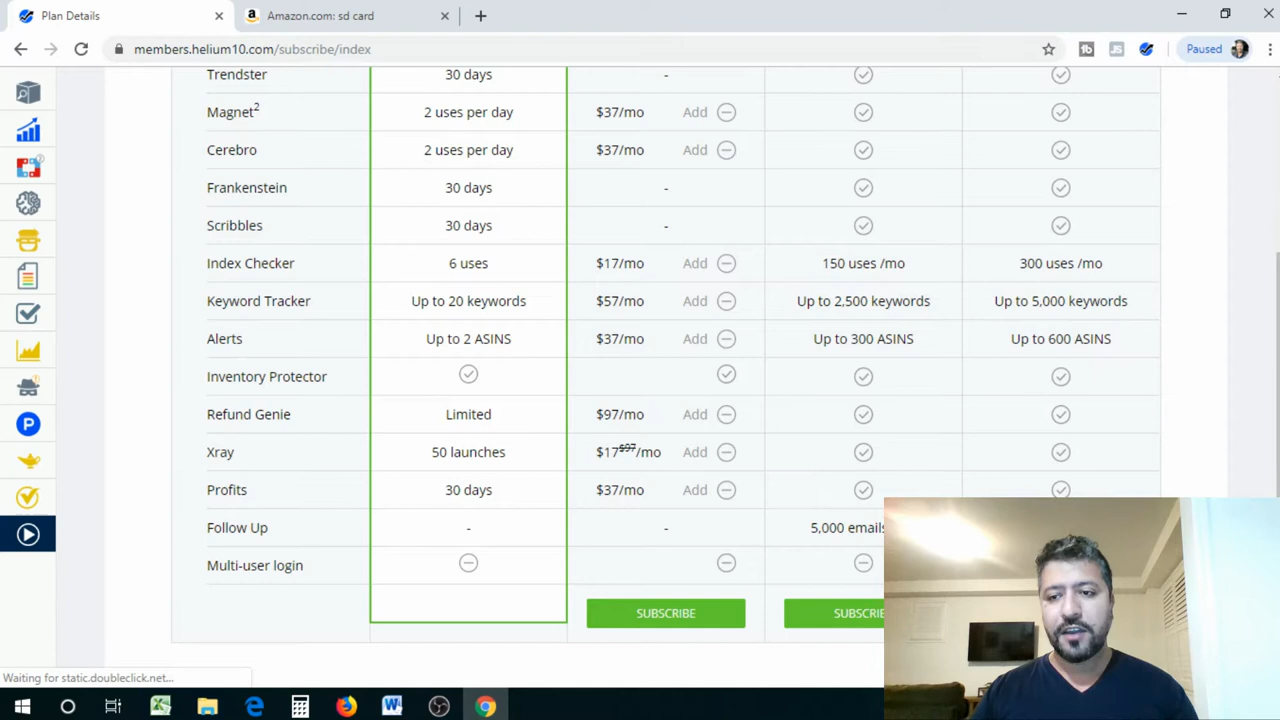 Plan Details
Amazon.com: sd card
members.helium10.com/subscribe/index
Paused
Trendster 30 days -
Magnet2 2 uses per day $37/mo Add
Cerebro 2 uses per day $37/mo Add
Frankenstein 30 days -
Scribbles 30 days -
Index Checker 6 uses $17/mo Add 150 uses /mo 300 uses /mo
Keyword Tracker Up to 20 keywords $57/mo Add Up to 2,500 keywords Up to 5,000 keywords
Alerts Up to 2 ASINS $37/mo Add Up to 300 ASINS Up to 600 ASINS
Inventory Protector
Refund Genie Limited $97/mo Add
Xray 50 launches $17$97/mo Add
Profits 30 days $37/mo Add
Follow Up - - 5,000 emails
Multi-user login
SUBSCRIBE SUBSCRIBE
Waiting for static.doubleclick.net...